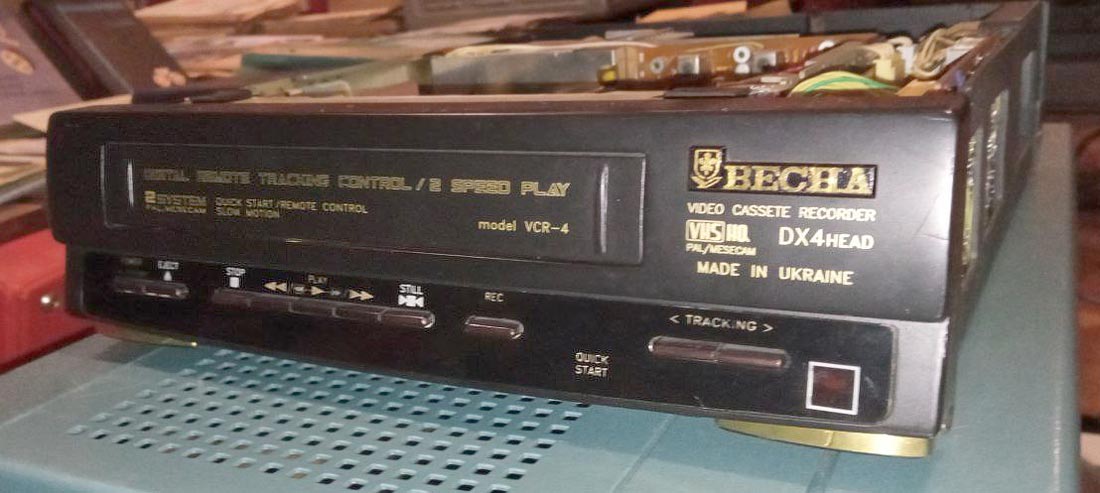 DIGITAL REMOTE TRACKING CONTROL / 2 SPEED PLAY
2 SYSTEM
PAL/MESECAM
QUICK START/REMOTE CONTROL
SLOW MOTION
model VCR-4
ВЕСНА
VIDEO CASSETE RECORDER
VHS HQ
PAL/MESECAM
DX4HEAD
MADE IN UKRAINE
EJECT
STOP
PLAY
STILL
REC
< TRACKING >
QUICK
START